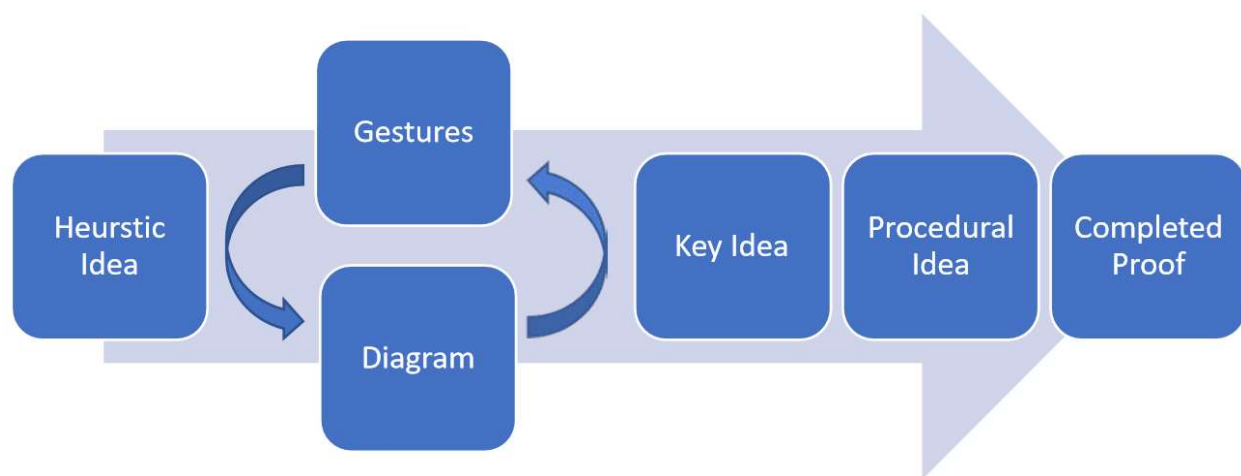 Heurstic
Idea
Gestures
Diagram
Key Idea
Procedural
Idea
Completed
Proof